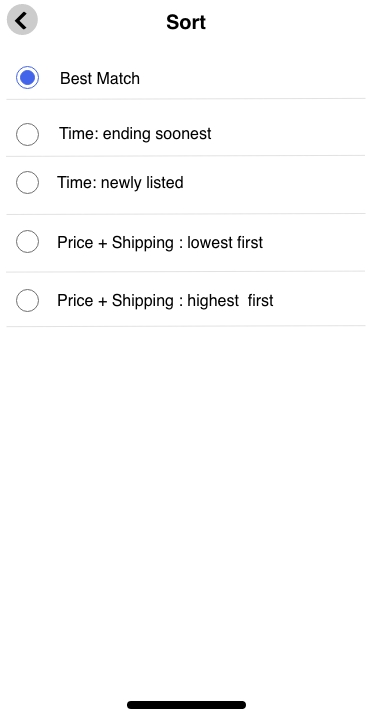 Sort
Best Match
Time: ending soonest
Time: newly listed
Price + Shipping : lowest first
Price + Shipping : highest  first